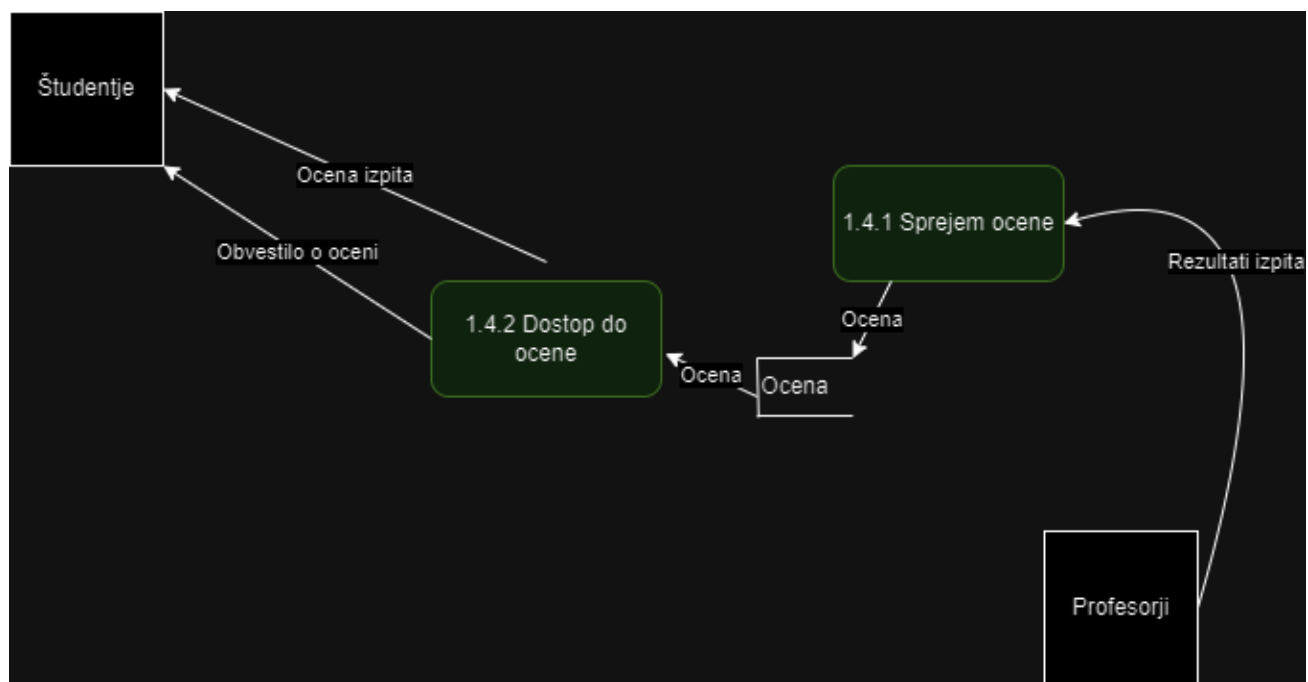 Študentje
Ocena izpita
1.4.1 Sprejem ocene
Obvestilo o oceni
Rezultati izpita
1.4.2 Dostop do
ocene
Ocena
Ocena
Ocena
Profesorji